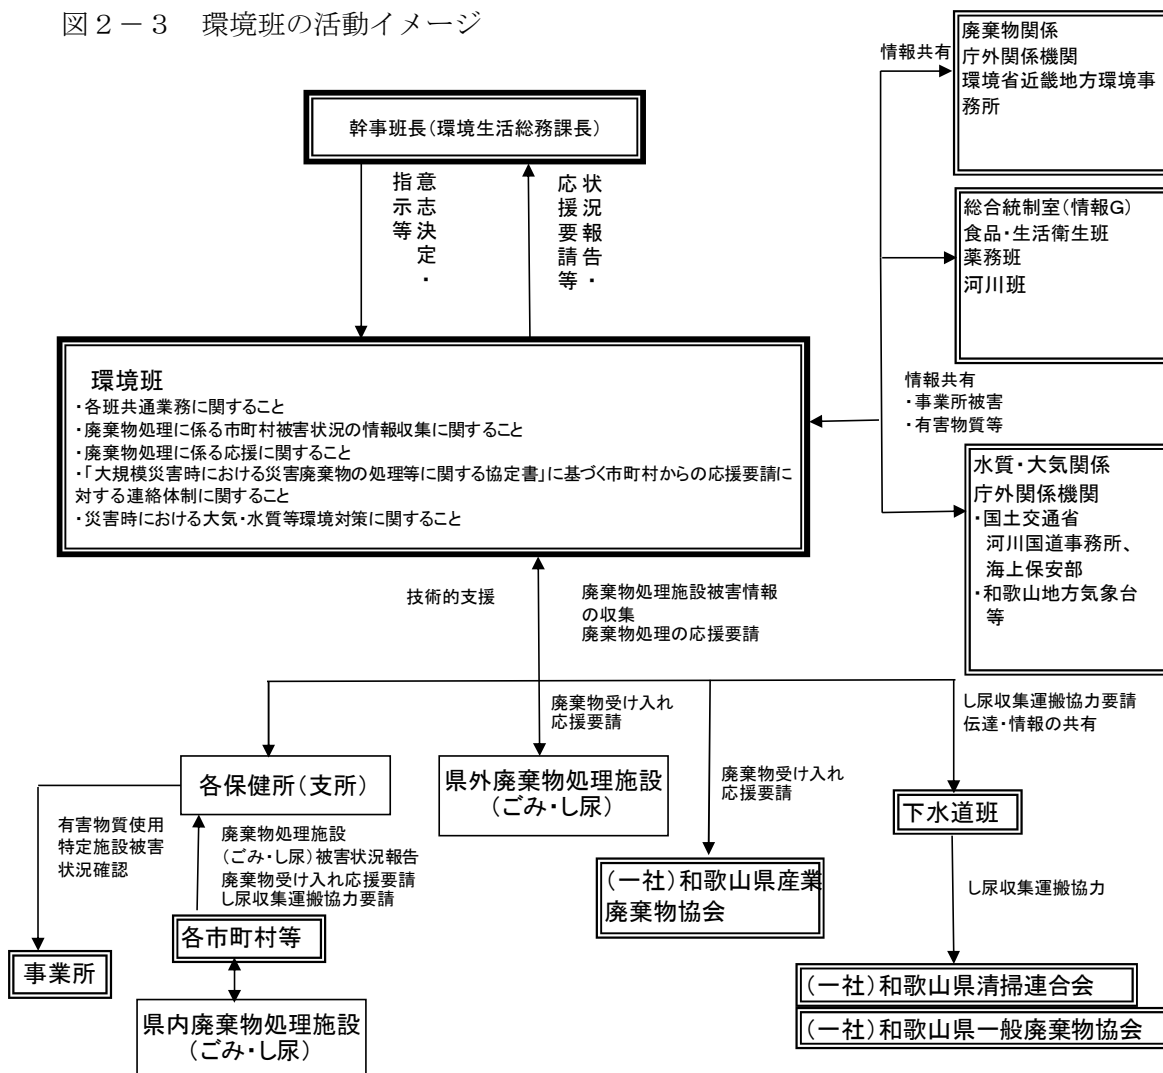 図２－３　環境班の活動イメージ
幹事班長（環境生活総務課長）
意志決定・
指示等
状況報告・
応援要請等
情報共有
廃棄物関係
庁外関係機関
環境省近畿地方環境事
務所
総合統制室（情報G）
食品・生活衛生班
薬務班
河川班
情報共有
・事業所被害
・有害物質等
水質・大気関係
庁外関係機関
・国土交通省
河川国道事務所、
海上保安部
・和歌山地方気象台
等
環境班
・各班共通業務に関すること
・廃棄物処理に係る市町村被害状況の情報収集に関すること
・廃棄物処理に係る応援に関すること
・「大規模災害時における災害廃棄物の処理等に関する協定書」に基づく市町村からの応援要請に
対する連絡体制に関すること
・災害時における大気・水質等環境対策に関すること
技術的支援
廃棄物処理施設被害情報
の収集
廃棄物処理の応援要請
廃棄物受け入れ
応援要請
し尿収集運搬協力要請
伝達・情報の共有
各保健所（支所）
県外廃棄物処理施設
（ごみ・し尿）
廃棄物受け入れ
応援要請
下水道班
有害物質使用
特定施設被害
状況確認
廃棄物処理施設
（ごみ・し尿）被害状況報告
廃棄物受け入れ応援要請
し尿収集運搬協力要請
（一社）和歌山県産業
廃棄物協会
し尿収集運搬協力
各市町村等
事業所
県内廃棄物処理施設
（ごみ・し尿）
（一社）和歌山県清掃連合会
（一社）和歌山県一般廃棄物協会